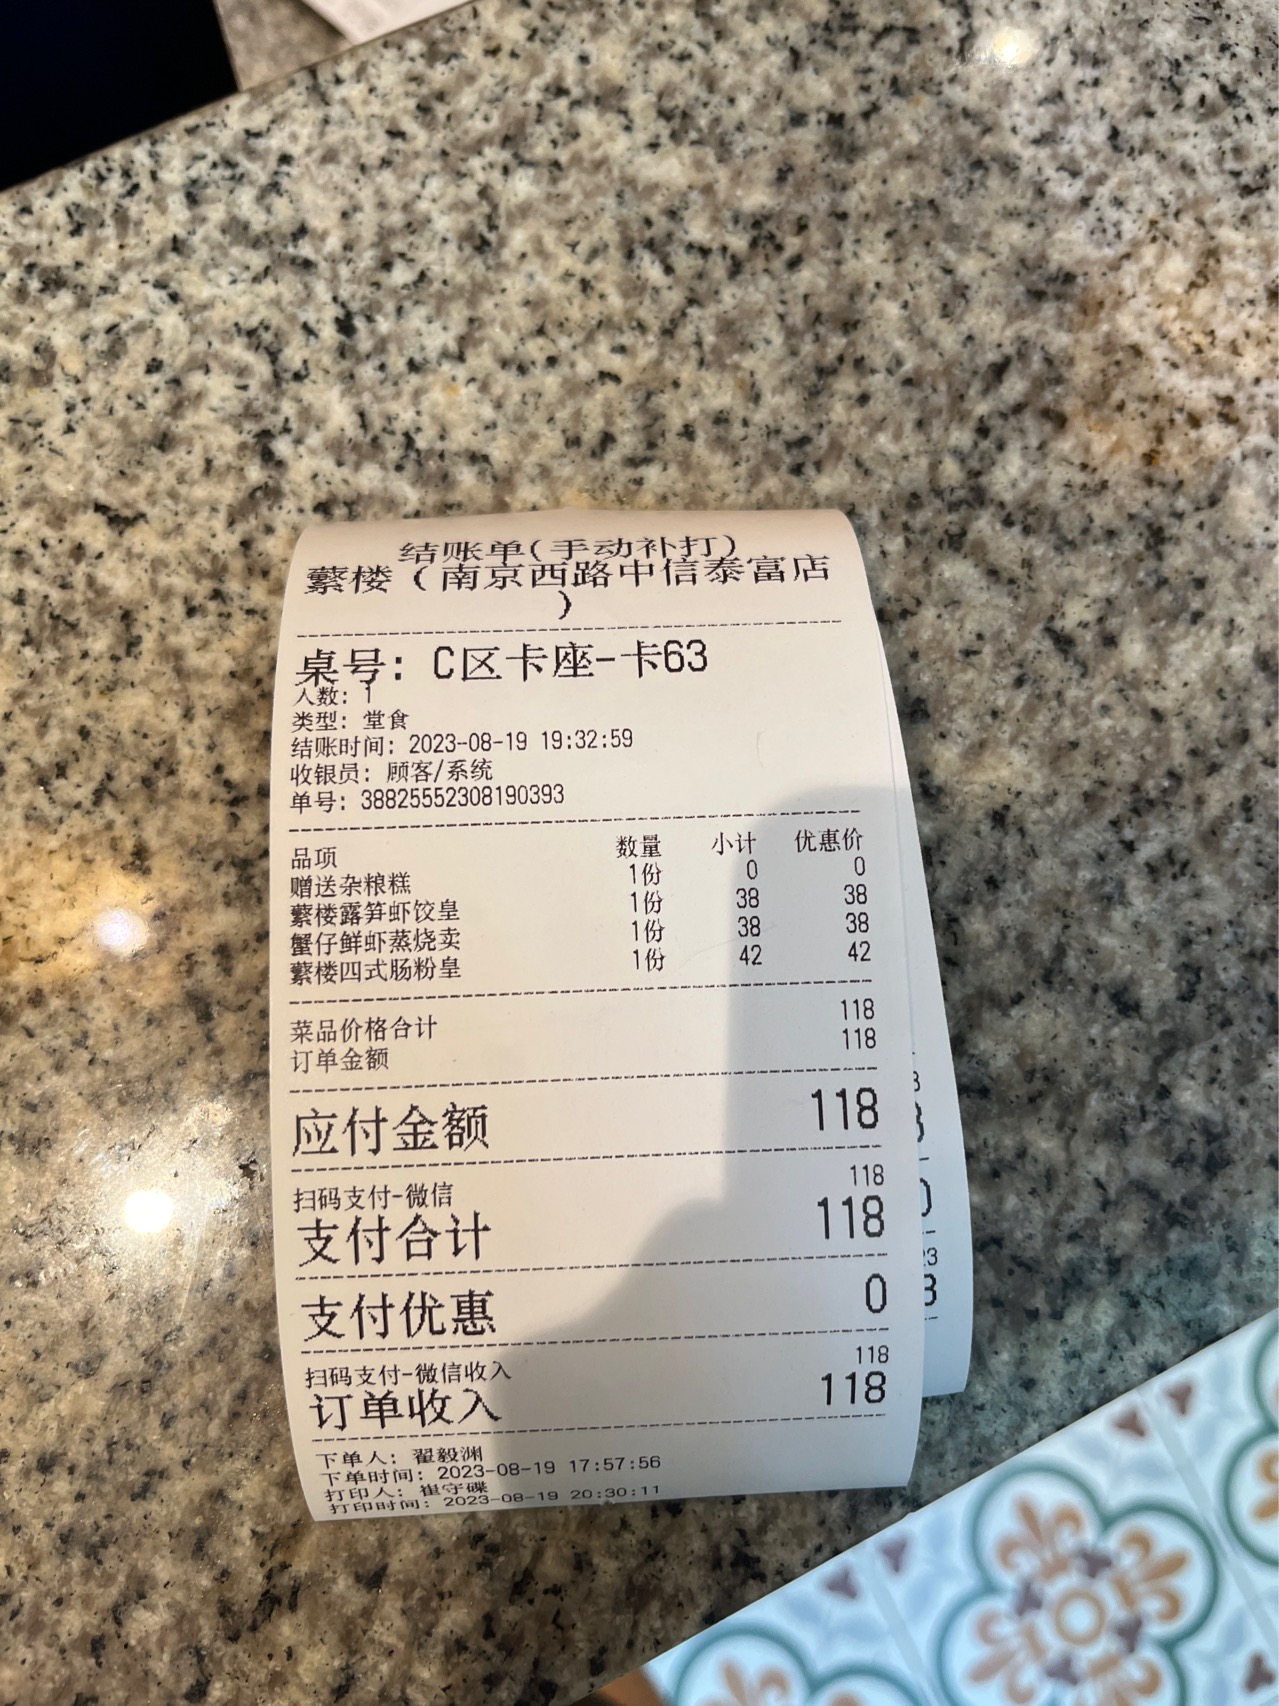 结账单(手动补打)
蘩楼（南京西路中信泰富店
）
桌号: C区卡座-卡63
人数: 1
类型: 堂食
结账时间: 2023-08-19 19:32:59
收银员: 顾客/系统
单号: 38825552308190393
品项 数量 小计 优惠价
赠送杂粮糕 1份 0 0
蘩楼露笋虾饺皇 1份 38 38
蟹仔鲜虾蒸烧卖 1份 38 38
蘩楼四式肠粉皇 1份 42 42
菜品价格合计 118
订单金额 118
应付金额 118
扫码支付-微信 118
支付合计 118
支付优惠 0
扫码支付-微信收入 118
订单收入 118
下单人: 翟毅渊
下单时间: 2023-08-19 17:57:56
打印人: 崔守碟
打印时间: 2023-08-19 20:30:11